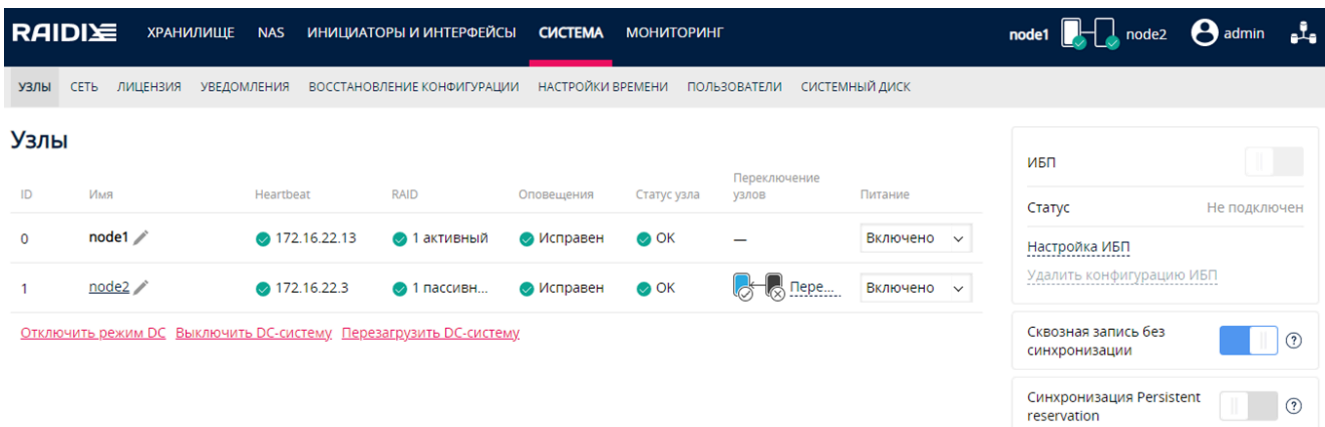 RAIDIX ХРАНИЛИЩЕ NAS ИНИЦИАТОРЫ И ИНТЕРФЕЙСЫ СИСТЕМА МОНИТОРИНГ node1 node2 admin
УЗЛЫ СЕТЬ ЛИЦЕНЗИЯ УВЕДОМЛЕНИЯ ВОССТАНОВЛЕНИЕ КОНФИГУРАЦИИ НАСТРОЙКИ ВРЕМЕНИ ПОЛЬЗОВАТЕЛИ СИСТЕМНЫЙ ДИСК
Узлы
ID Имя Heartbeat RAID Оповещения Статус узла Переключение узлов Питание
0 node1 172.16.22.13 1 активный Исправен OK — Включено
1 node2 172.16.22.3 1 пассивн... Исправен OK Пере... Включено
Отключить режим DC Выключить DC-систему Перезагрузить DC-систему
ИБП
Статус Не подключен
Настройка ИБП
Удалить конфигурацию ИБП
Сквозная запись без
синхронизации
Синхронизация Persistent
reservation